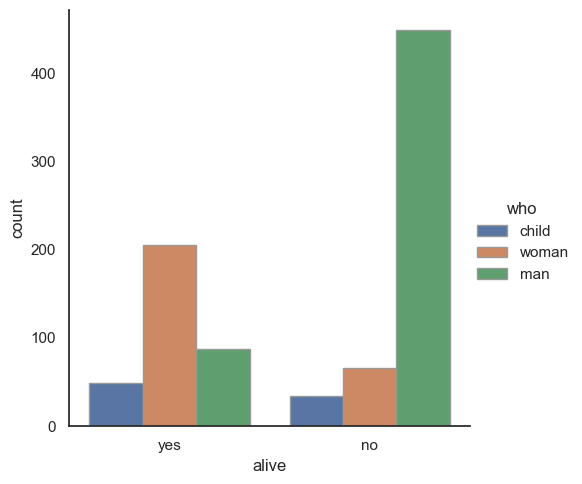 400
300
200
100
0
count
yes
no
alive
who
child
woman
man